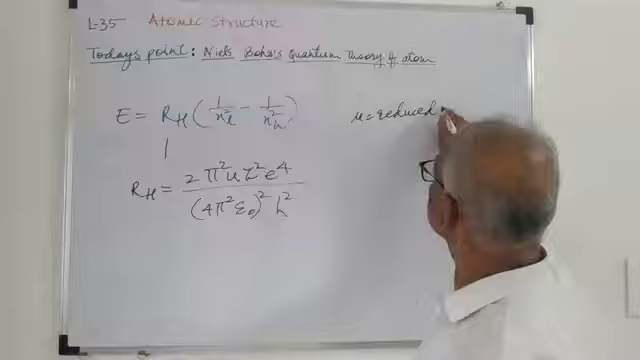 L-35 Atomic Structure
Todays point: Niels Bohr's Quantum Theory of atom
E = R_H (1/n²_l - 1/n²_h)
μ = reduced
R_H = 2π²μZ²e⁴ / (4π²ε₀)² h²